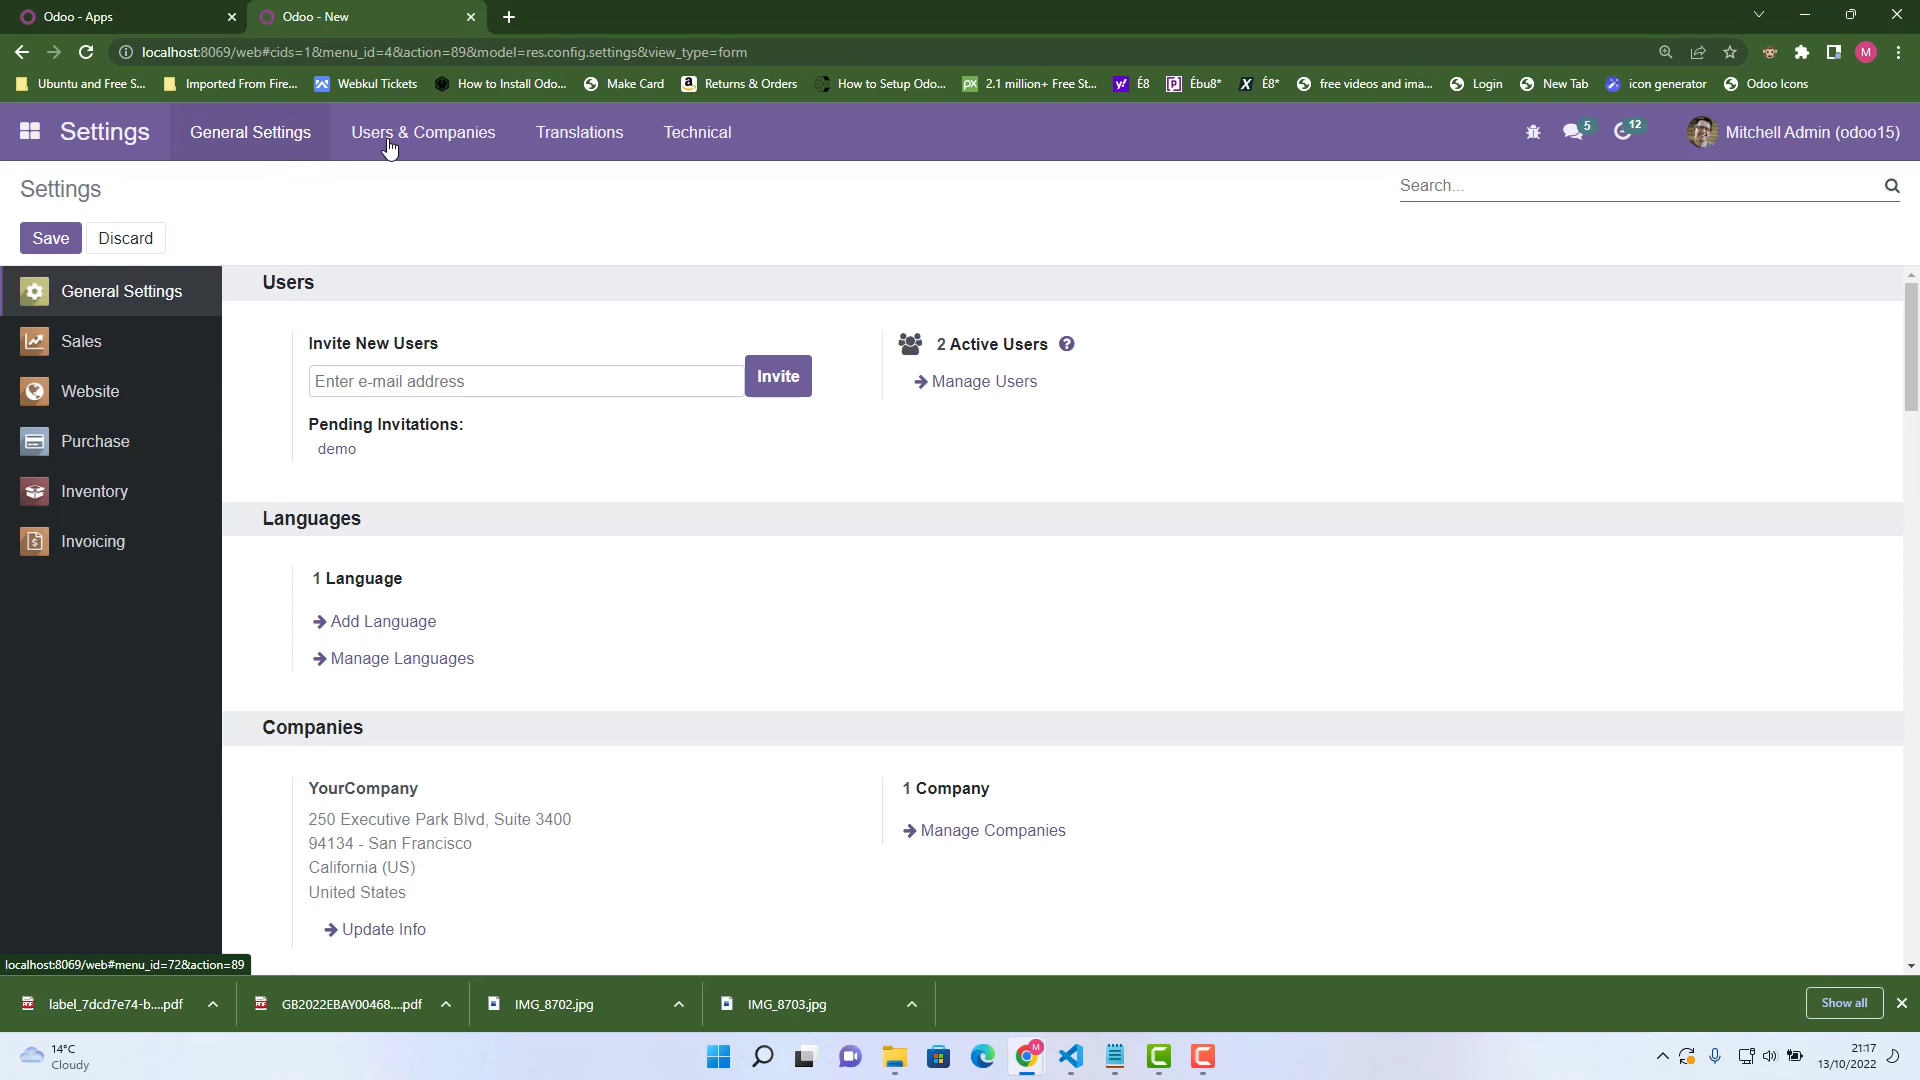 Odoo - Apps
Odoo - New
localhost:8069/web#cids=1&menu_id=4&action=89&model=res.config.settings&view_type=form
M
Ubuntu and Free S...
Imported From Fire...
Webkul Tickets
How to Install Odo...
Make Card
Returns & Orders
How to Setup Odo...
2.1 million+ Free St...
É8
Ébu8*
É8*
free videos and ima...
Login
New Tab
icon generator
Odoo Icons
Settings
General Settings
Users & Companies
Translations
Technical
5
12
Mitchell Admin (odoo15)
Settings
Search...
Save
Discard
General Settings
Sales
Website
Purchase
Inventory
Invoicing
Users
Invite New Users
Enter e-mail address
Invite
Pending Invitations:
demo
2 Active Users
Manage Users
Languages
1 Language
Add Language
Manage Languages
Companies
YourCompany
250 Executive Park Blvd, Suite 3400
94134 - San Francisco
California (US)
United States
Update Info
1 Company
Manage Companies
localhost:8069/web#menu_id=72&action=89
label_7dcd7e74-b....pdf
GB2022EBAY00468....pdf
IMG_8702.jpg
IMG_8703.jpg
Show all
14°C
Cloudy
21:17
13/10/2022